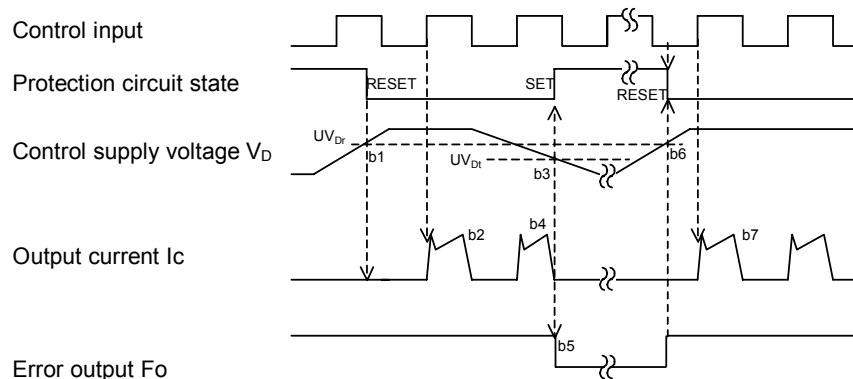 Control input
Protection circuit state
RESET
SET
RESET
UVDr
Control supply voltage VD
b1
UVDt
b3
b6
Output current Ic
b2
b4
b7
b5
Error output Fo